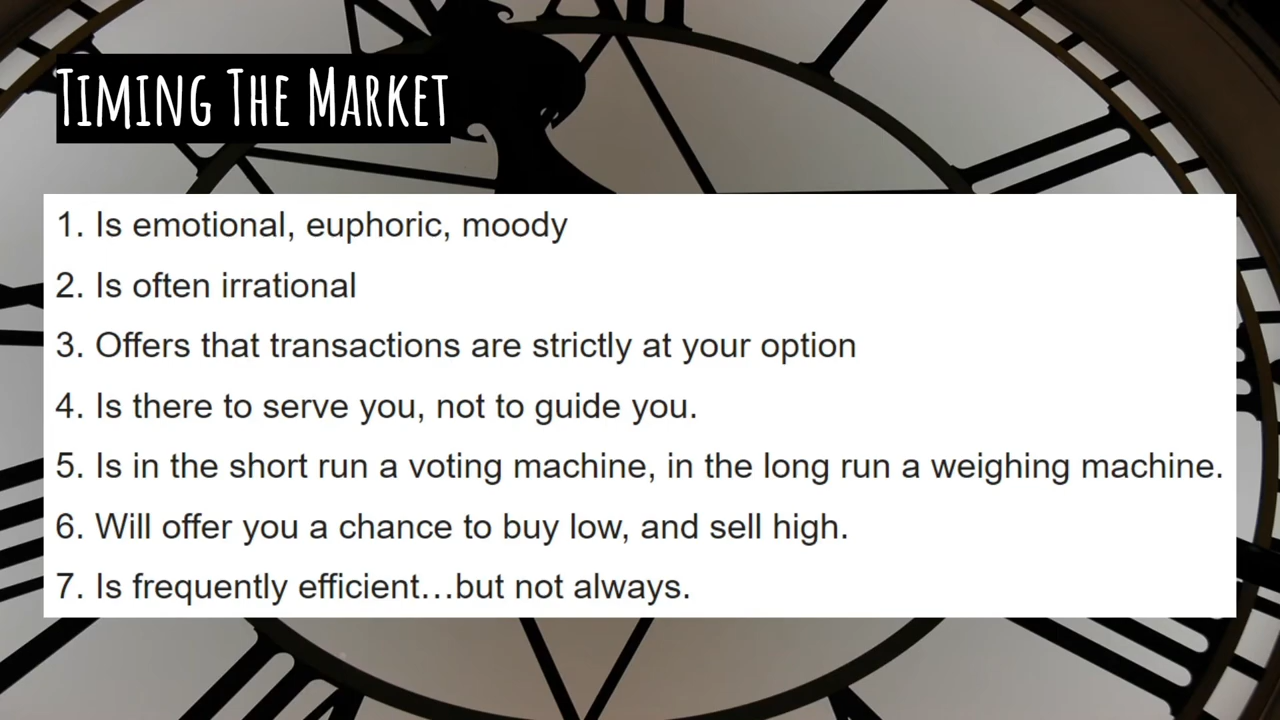 Timing The Market
1. Is emotional, euphoric, moody
2. Is often irrational
3. Offers that transactions are strictly at your option
4. Is there to serve you, not to guide you.
5. Is in the short run a voting machine, in the long run a weighing machine.
6. Will offer you a chance to buy low, and sell high.
7. Is frequently efficient…but not always.